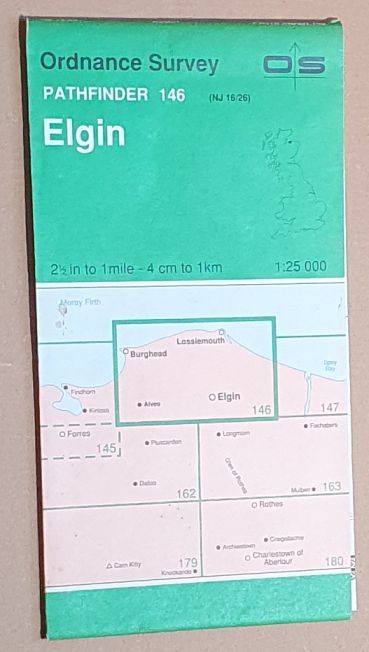 Ordnance Survey OS
PATHFINDER 146 (NJ 16/26)
Elgin
2½ in to 1 mile - 4 cm to 1 km 1:25 000
Moray Firth
Lossiemouth
Burghead
Spey
Bay
Findhorn
Elgin
Kinloss
Alves
146
147
Forres
Longmorn
Fochabers
Pluscarden
145
Glen of Rothes
Dallas
Mulben
163
162
Rothes
Craigellachie
Archiestown
Charlestown of
Aberlour
Carn Kitty
179
Knockando
180